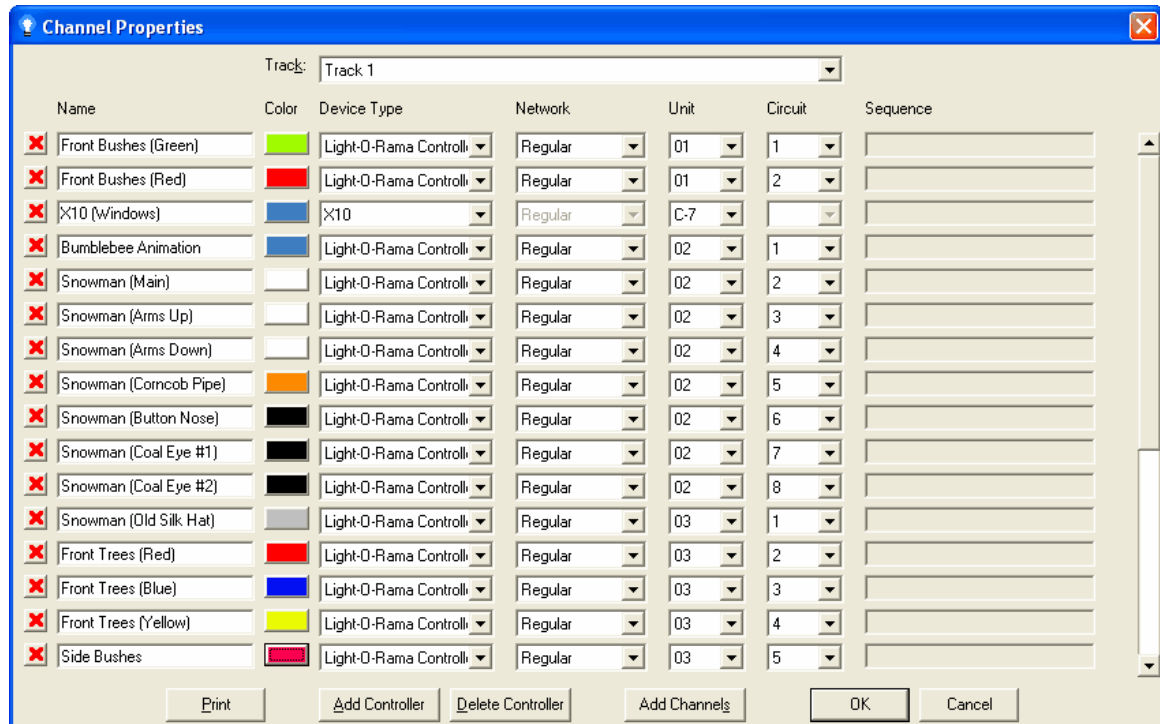 Channel Properties
Track: Track 1
Name Color Device Type Network Unit Circuit Sequence
Front Bushes (Green) Light-O-Rama Controll Regular 01 1
Front Bushes (Red) Light-O-Rama Controll Regular 01 2
X10 (Windows) X10 Regular C-7
Bumblebee Animation Light-O-Rama Controll Regular 02 1
Snowman (Main) Light-O-Rama Controll Regular 02 2
Snowman (Arms Up) Light-O-Rama Controll Regular 02 3
Snowman (Arms Down) Light-O-Rama Controll Regular 02 4
Snowman (Corncob Pipe) Light-O-Rama Controll Regular 02 5
Snowman (Button Nose) Light-O-Rama Controll Regular 02 6
Snowman (Coal Eye #1) Light-O-Rama Controll Regular 02 7
Snowman (Coal Eye #2) Light-O-Rama Controll Regular 02 8
Snowman (Old Silk Hat) Light-O-Rama Controll Regular 03 1
Front Trees (Red) Light-O-Rama Controll Regular 03 2
Front Trees (Blue) Light-O-Rama Controll Regular 03 3
Front Trees (Yellow) Light-O-Rama Controll Regular 03 4
Side Bushes Light-O-Rama Controll Regular 03 5
Print Add Controller Delete Controller Add Channels OK Cancel